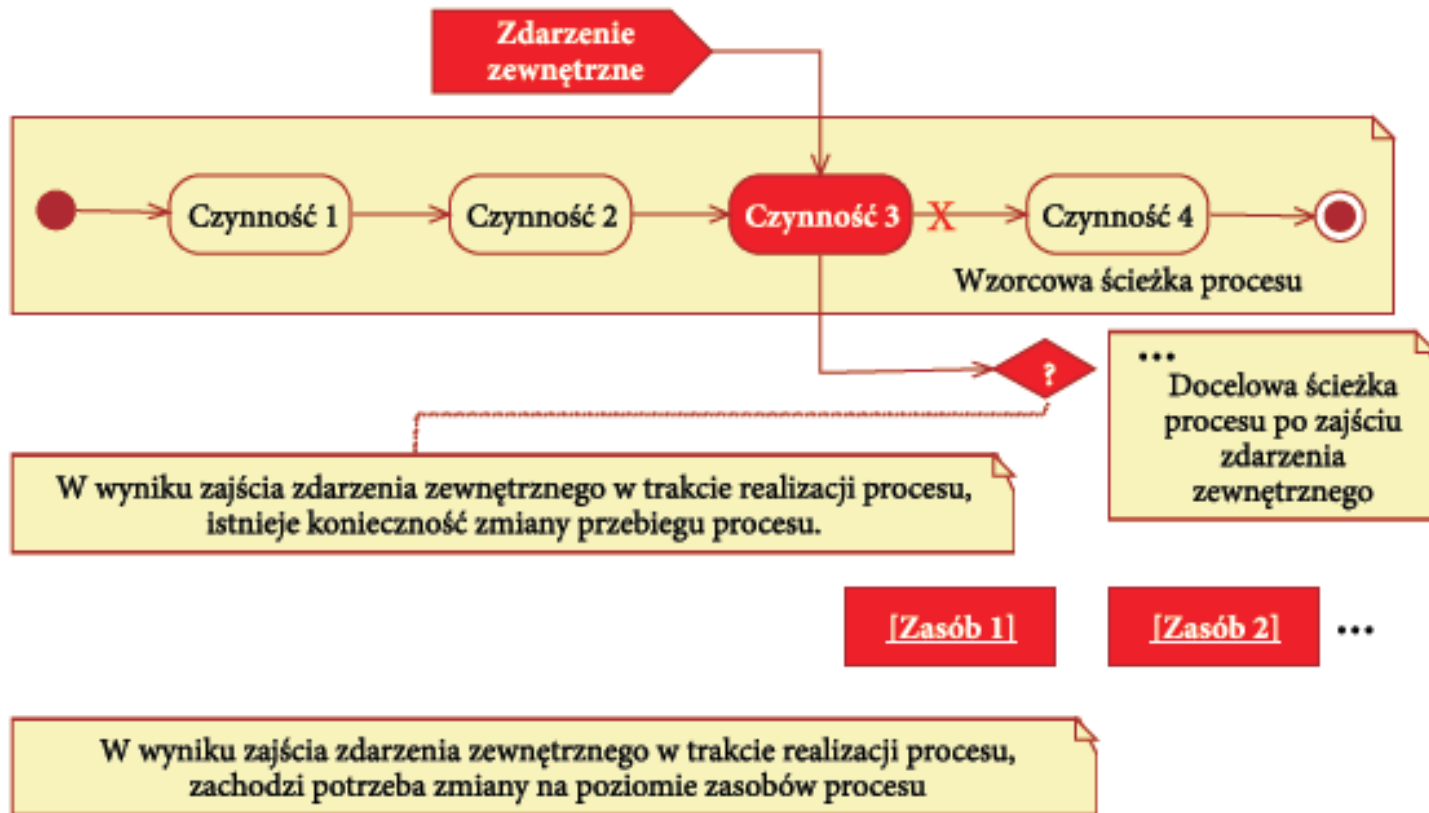 Zdarzenie
zewnętrzne
Czynność 1
Czynność 2
Czynność 3
X
Czynność 4
Wzorcowa ścieżka procesu
?
...
Docelowa ścieżka
procesu po zajściu
zdarzenia
zewnętrznego
W wyniku zajścia zdarzenia zewnętrznego w trakcie realizacji procesu,
istnieje konieczność zmiany przebiegu procesu.
[Zasób 1]
[Zasób 2]
...
W wyniku zajścia zdarzenia zewnętrznego w trakcie realizacji procesu,
zachodzi potrzeba zmiany na poziomie zasobów procesu